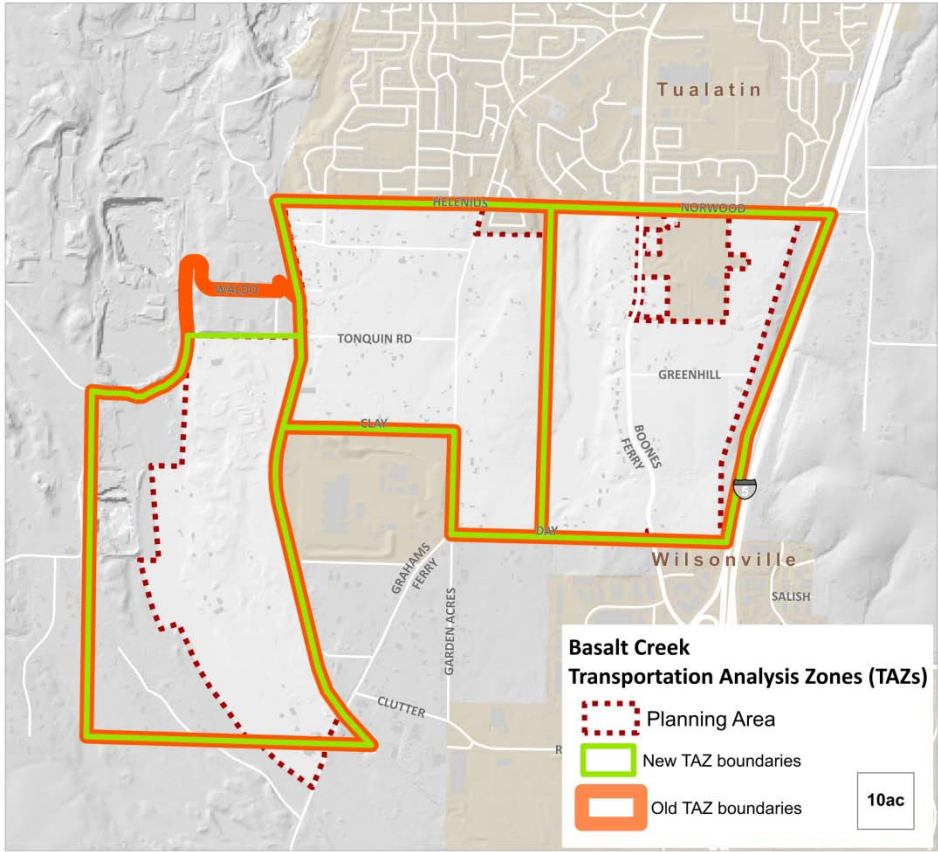 Tualatin
HELENIUS
NORWOOD
WALDO
TONQUIN RD
GREENHILL
CLAY
BOONES
FERRY
5
DAY
Wilsonville
GRAHAMS
FERRY
SALISH
GARDEN ACRES
CLUTTER
R
Basalt Creek
Transportation Analysis Zones (TAZs)
Planning Area
New TAZ boundaries
Old TAZ boundaries
10ac